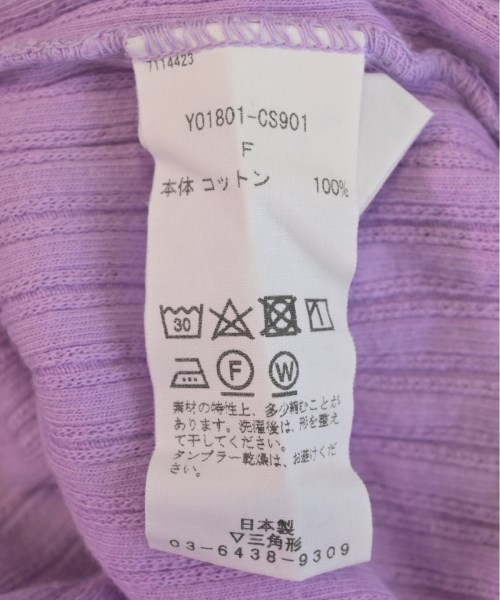 7114423
Y01801-CS901
F
本体 コットン 100%
30
F W
素材の特性上、多少縮むことが
あります。洗濯後は、形を整え
て干してください。
タンブラー乾燥は、お避けくだ
さい。
日本製
▽三角形
03-6438-9309